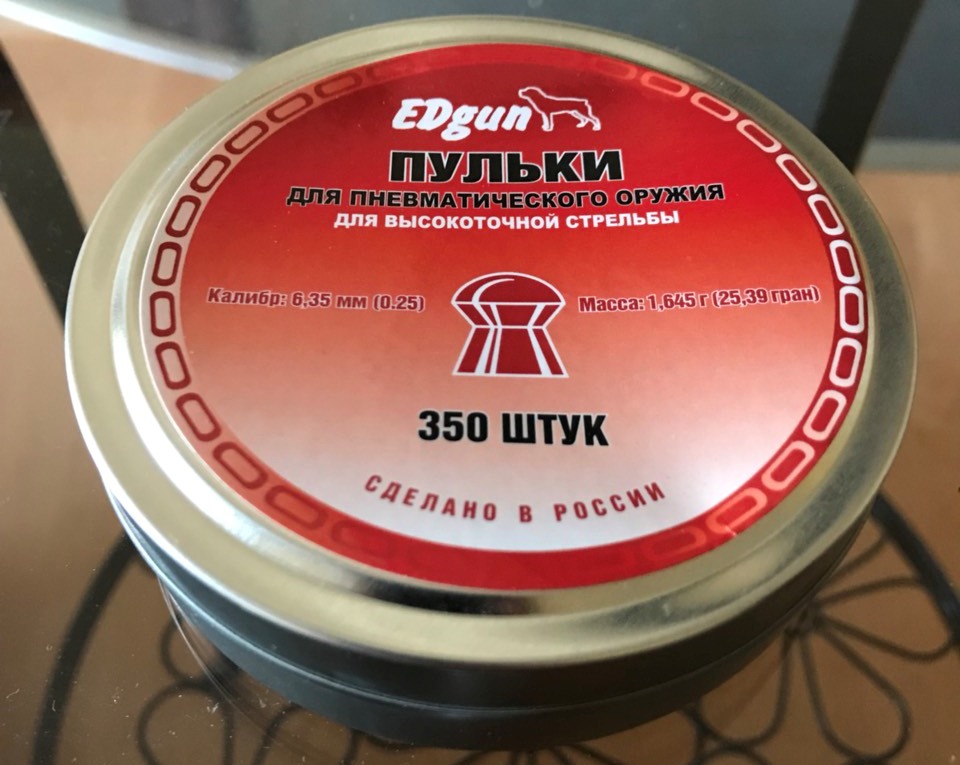 EDgun
ПУЛЬКИ
ДЛЯ ПНЕВМАТИЧЕСКОГО ОРУЖИЯ
ДЛЯ ВЫСОКОТОЧНОЙ СТРЕЛЬБЫ
Калибр: 6,35 мм (0.25)
Масса: 1,645 г (25,39 гран)
350 ШТУК
СДЕЛАНО В РОССИИ